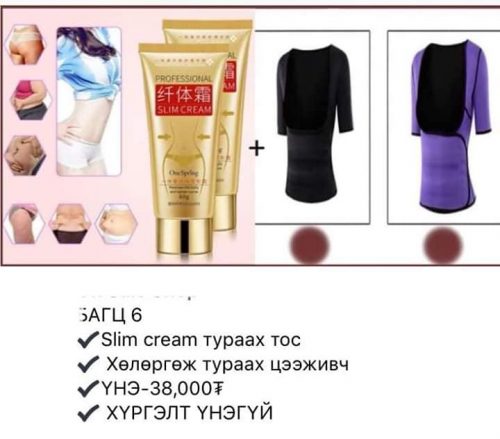 PROFESSIONAL
纤体霜
SLIM CREAM
OneSpring
60g
+
БАГЦ 6
✔Slim cream тураах тос
✔ Хөлөргөж тураах цээживч
✔ҮНЭ-38,000₮
✔ ХҮРГЭЛТ ҮНЭГҮЙ